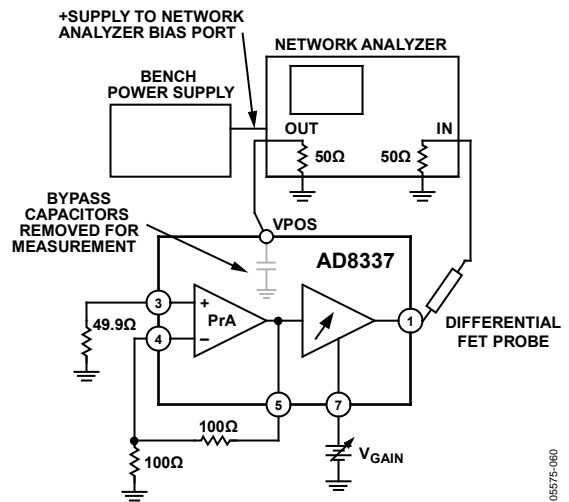 +SUPPLY TO NETWORK
ANALYZER BIAS PORT
NETWORK ANALYZER
BENCH
POWER SUPPLY
OUT
IN
50Ω
50Ω
BYPASS
CAPACITORS
REMOVED FOR
MEASUREMENT
VPOS
AD8337
3
+
PrA
49.9Ω
4
–
1
DIFFERENTIAL
FET PROBE
5
7
100Ω
100Ω
VGAIN
05575-060